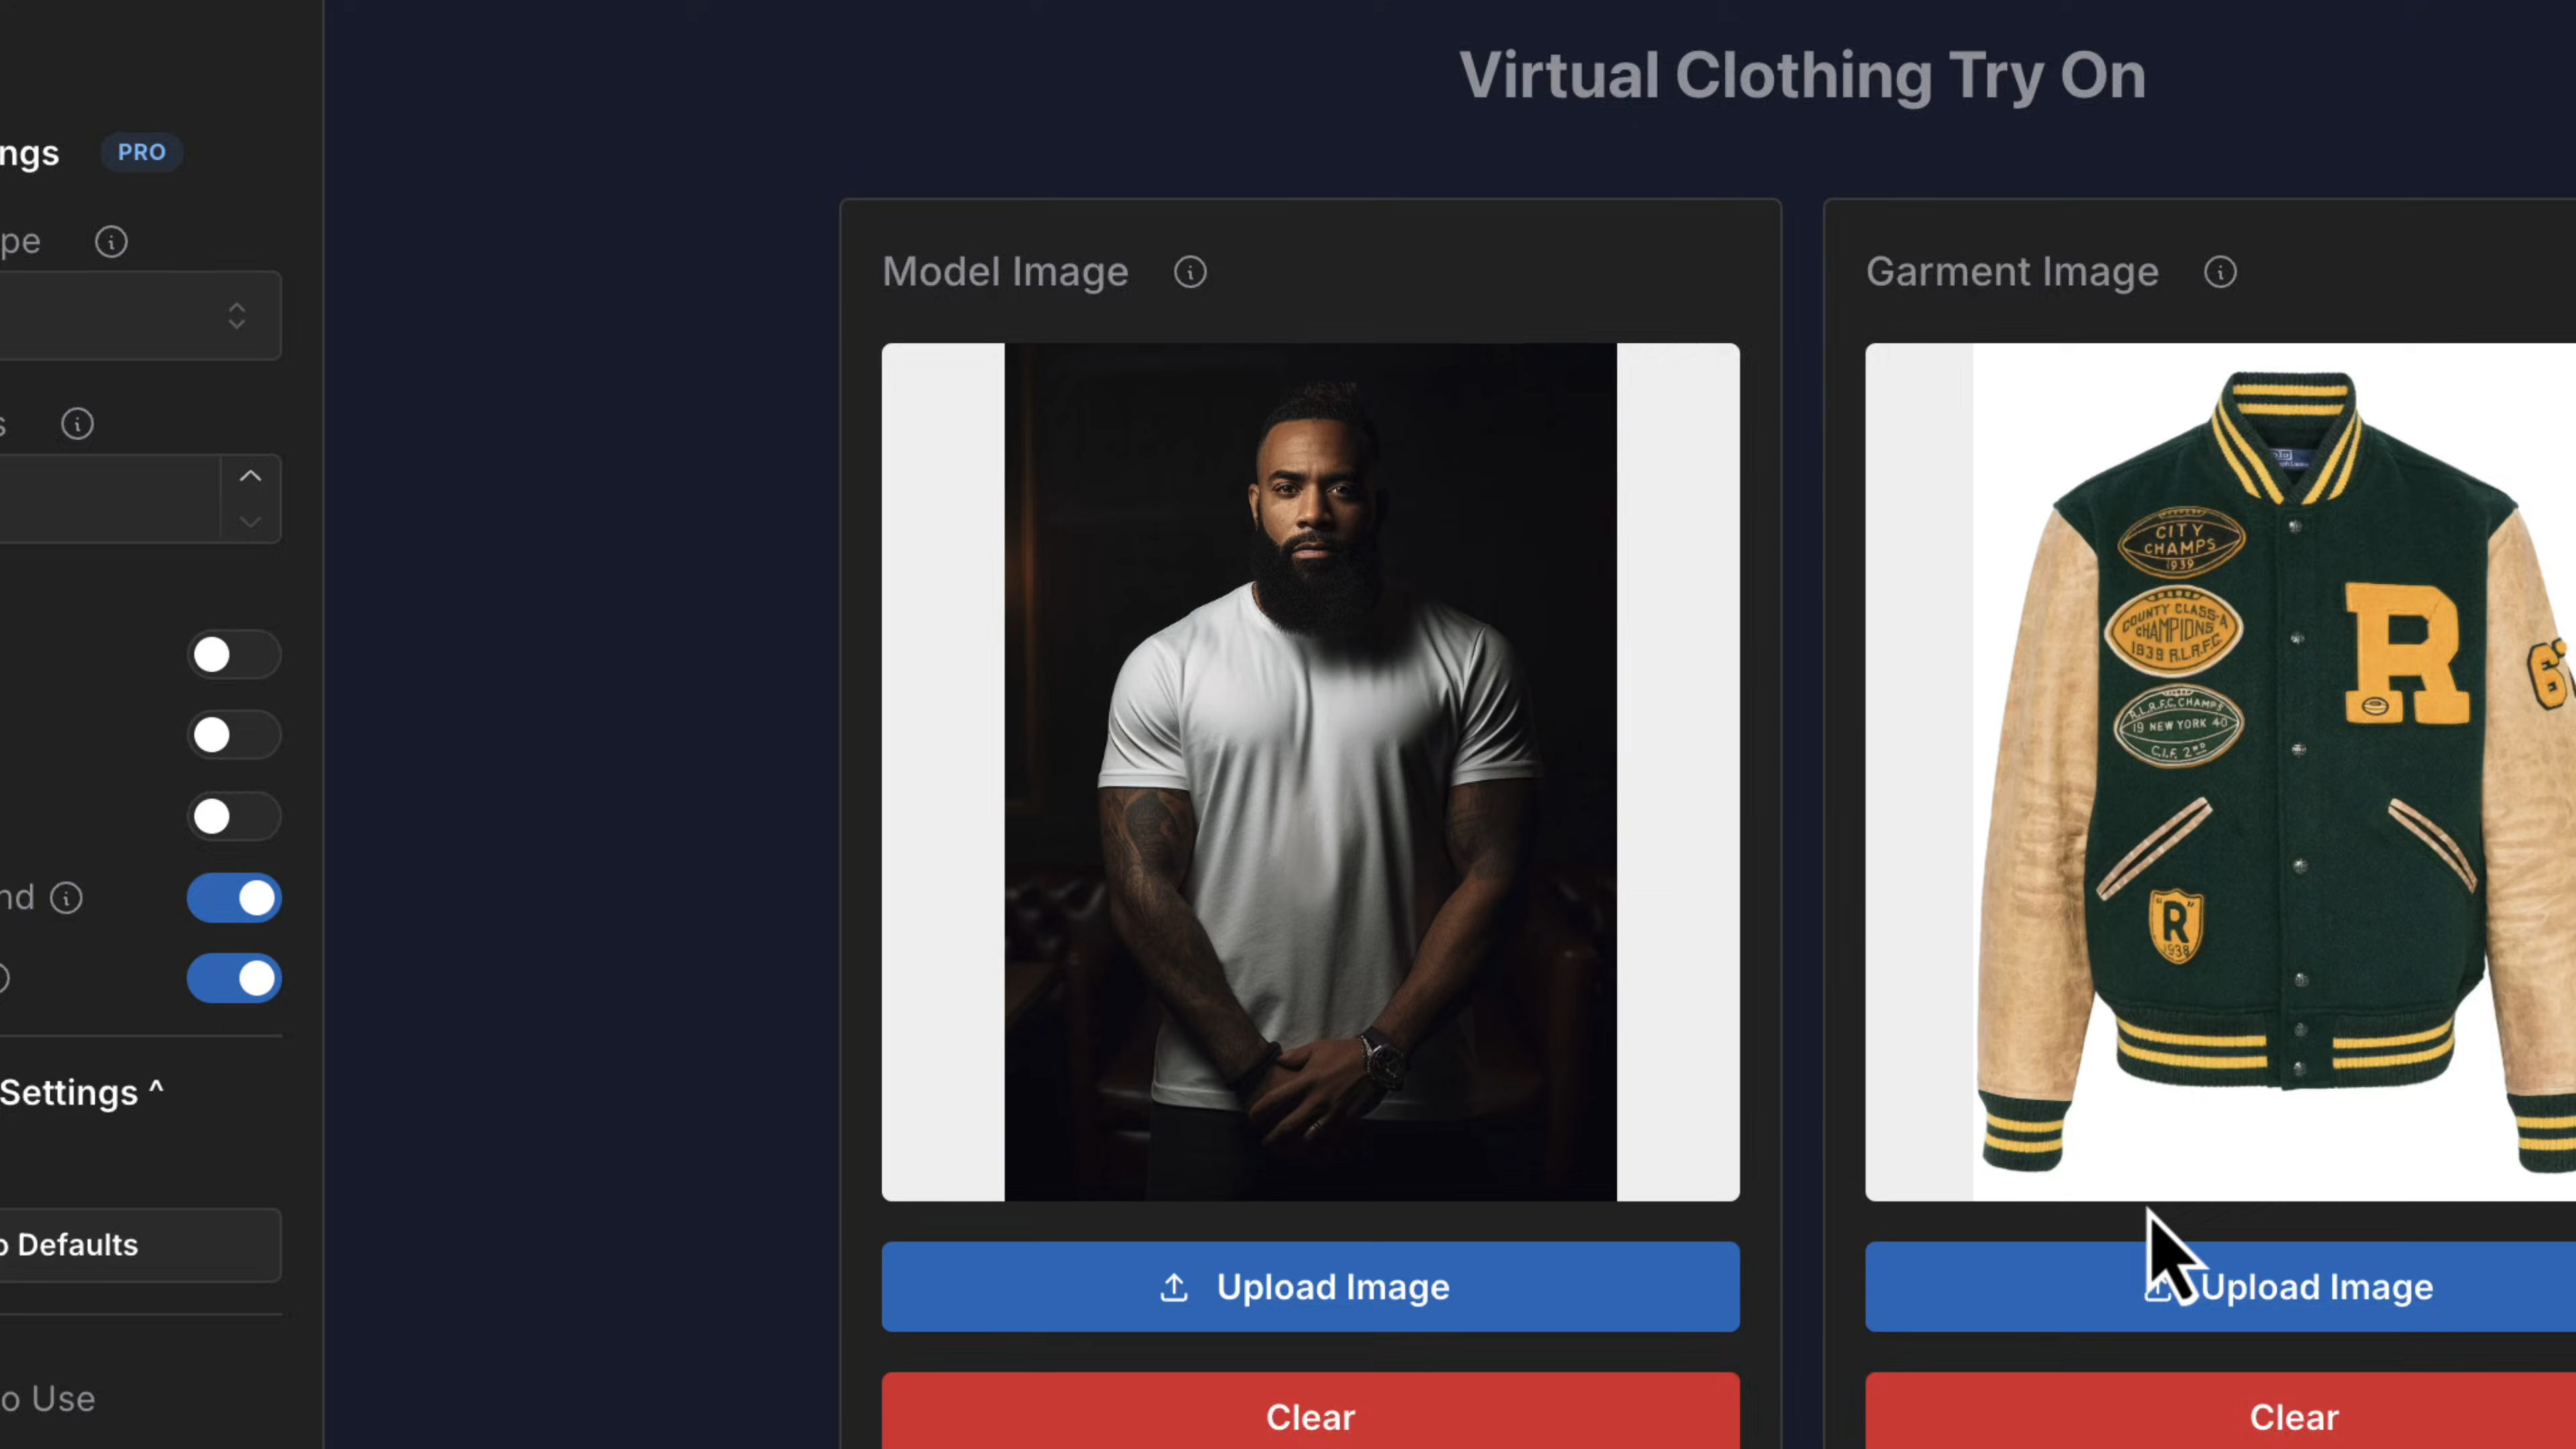 Virtual Clothing Try On
ngs PRO
pe
s
nd
Settings ^
Defaults
o Use
Model Image
Upload Image
Clear
Garment Image
CITY
CHAMPS
1939
COUNTY CLASS-A
CHAMPIONS
1939 R.L.R.F.C.
R.L.R.F.C. CHAMPS
19 NEW YORK 40
C.I.F. 2ND
R
"R"
1938
6
Upload Image
Clear